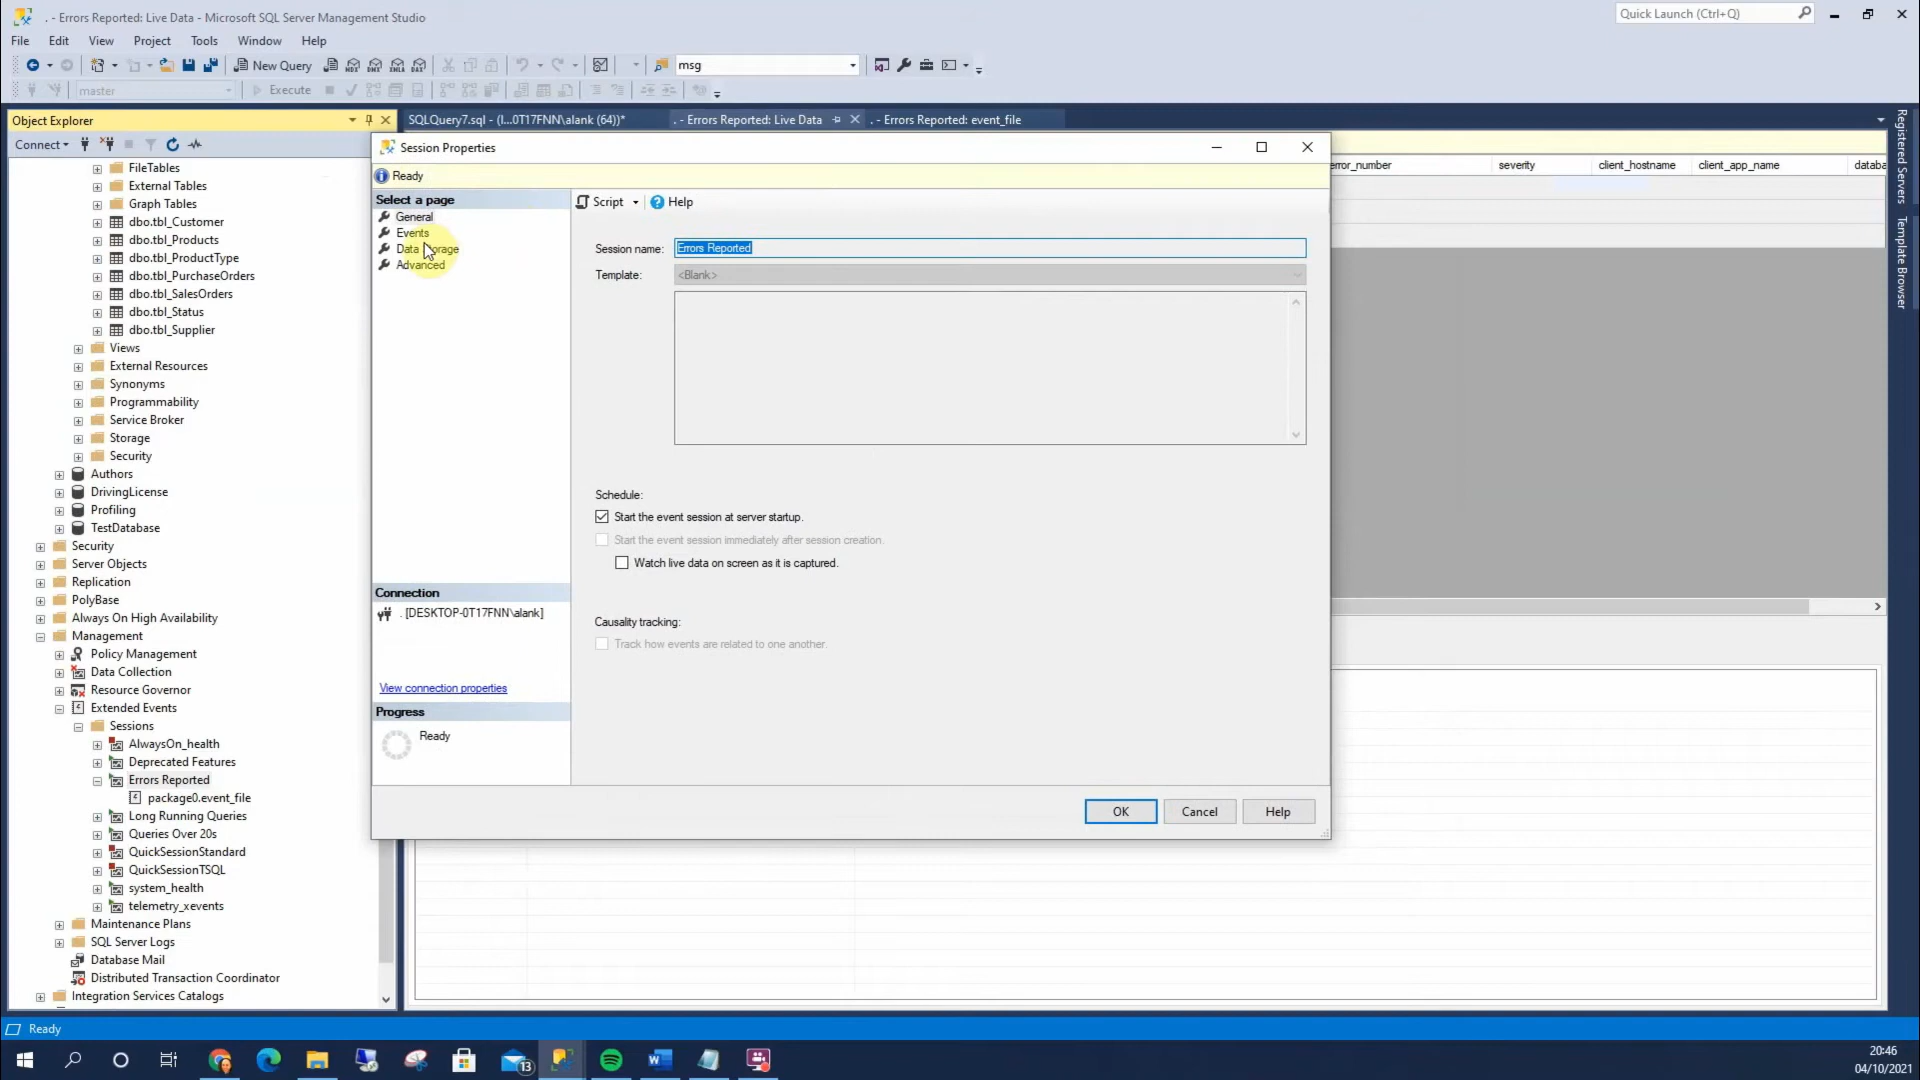 . - Errors Reported: Live Data - Microsoft SQL Server Management Studio
Quick Launch (Ctrl+Q)
File Edit View Project Tools Window Help
New Query
msg
master
Execute
Object Explorer
SQLQuery7.sql - (l...0T17FNN\alank (64))*
. - Errors Reported: Live Data
. - Errors Reported: event_file
Connect
FileTables
External Tables
Graph Tables
dbo.tbl_Customer
dbo.tbl_Products
dbo.tbl_ProductType
dbo.tbl_PurchaseOrders
dbo.tbl_SalesOrders
dbo.tbl_Status
dbo.tbl_Supplier
Views
External Resources
Synonyms
Programmability
Service Broker
Storage
Security
Authors
DrivingLicense
Profiling
TestDatabase
Security
Server Objects
Replication
PolyBase
Always On High Availability
Management
Policy Management
Data Collection
Resource Governor
Extended Events
Sessions
AlwaysOn_health
Deprecated Features
Errors Reported
package0.event_file
Long Running Queries
Queries Over 20s
QuickSessionStandard
QuickSessionTSQL
system_health
telemetry_xevents
Maintenance Plans
SQL Server Logs
Database Mail
Distributed Transaction Coordinator
Integration Services Catalogs
Session Properties
Ready
Select a page
General
Events
Data Storage
Advanced
Connection
. [DESKTOP-0T17FNN\alank]
View connection properties
Progress
Ready
Script Help
Session name: Errors Reported
Template: <Blank>
Schedule:
Start the event session at server startup.
Start the event session immediately after session creation.
Watch live data on screen as it is captured.
Causality tracking:
Track how events are related to one another.
OK Cancel Help
error_number severity client_hostname client_app_name databa
Registered Servers
Template Browser
Ready
13
20:46
04/10/2021